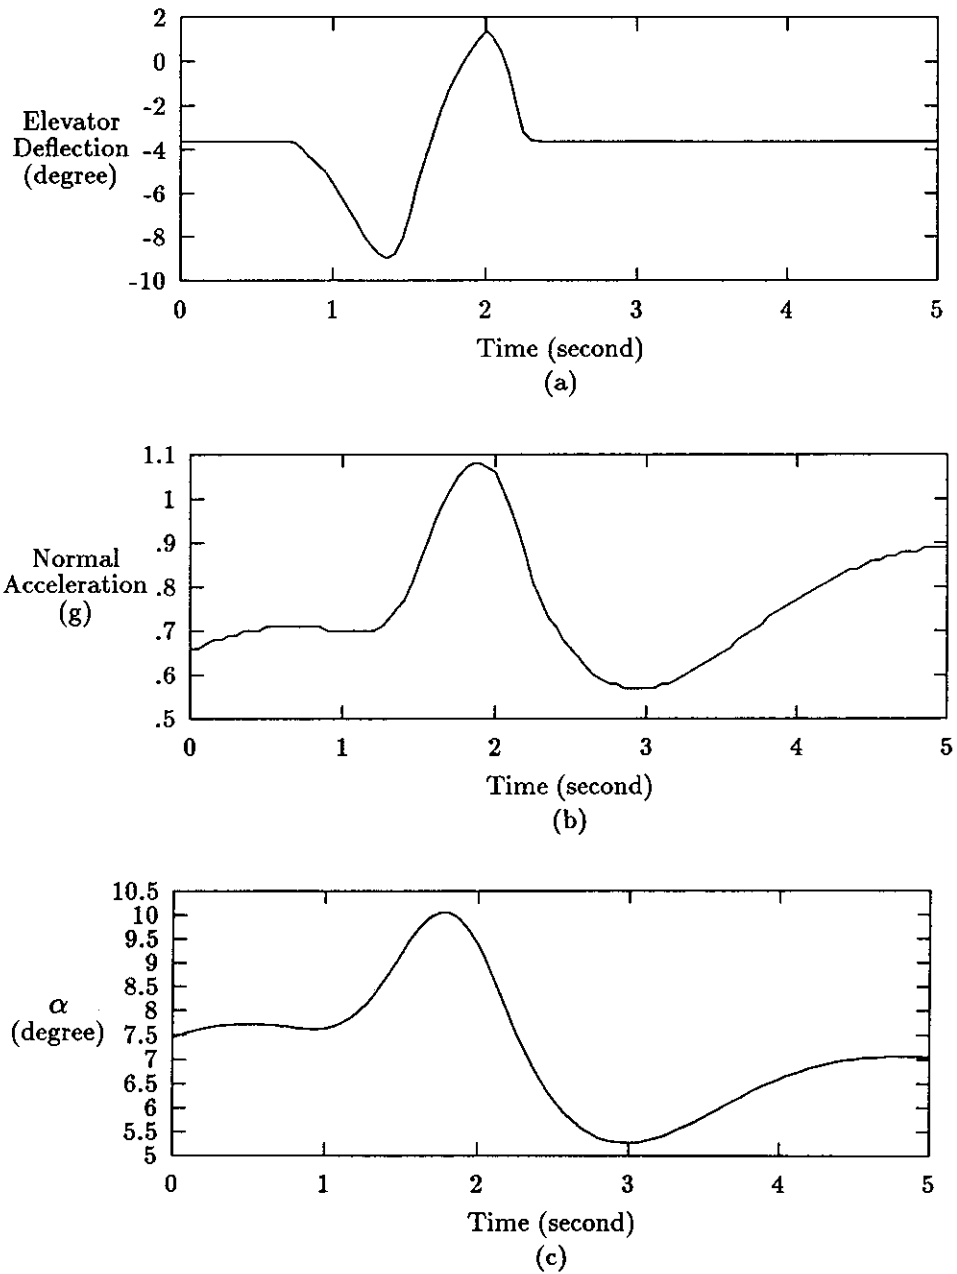 2
0
-2
-4
-6
-8
-10
Elevator
Deflection
(degree)
0 1 2 3 4 5
Time (second)
(a)
1.1
1
.9
.8
.7
.6
.5
Normal
Acceleration
(g)
0 1 2 3 4 5
Time (second)
(b)
10.5
10
9.5
9
8.5
8
7.5
7
6.5
6
5.5
5
α
(degree)
0 1 2 3 4 5
Time (second)
(c)